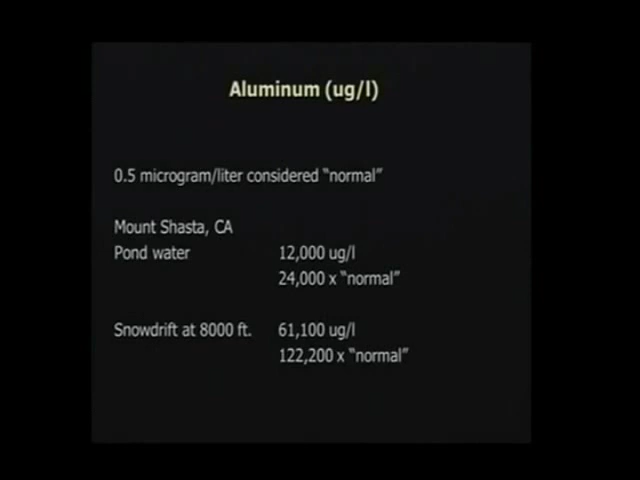 Aluminum (ug/l)
0.5 microgram/liter considered “normal”
Mount Shasta, CA
Pond water 12,000 ug/l
24,000 x “normal”
Snowdrift at 8000 ft. 61,100 ug/l
122,200 x “normal”